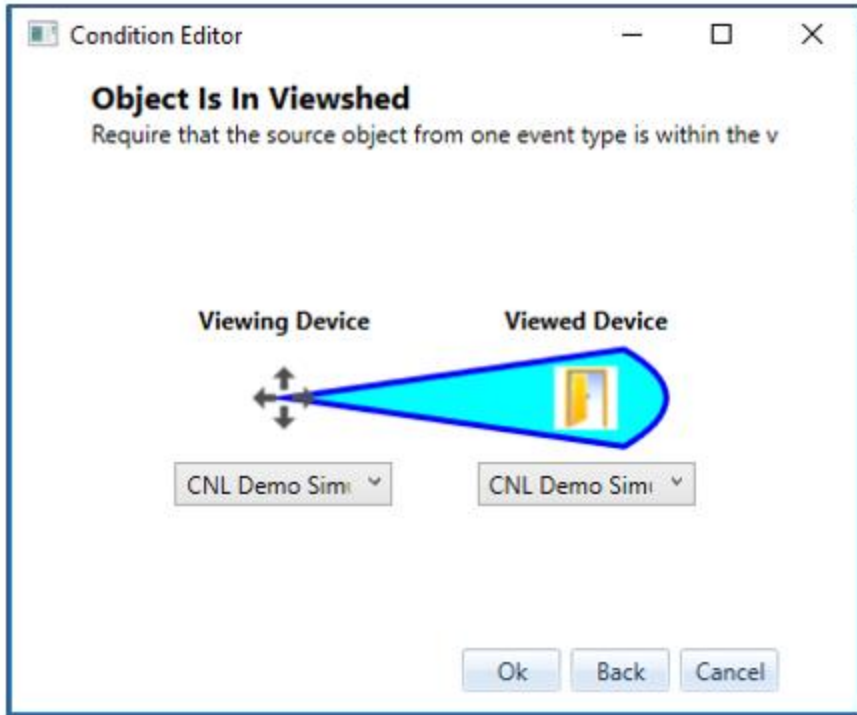 Condition Editor
Object Is In Viewshed
Require that the source object from one event type is within the v
Viewing Device Viewed Device
CNL Demo Sim CNL Demo Sim
Ok Back Cancel